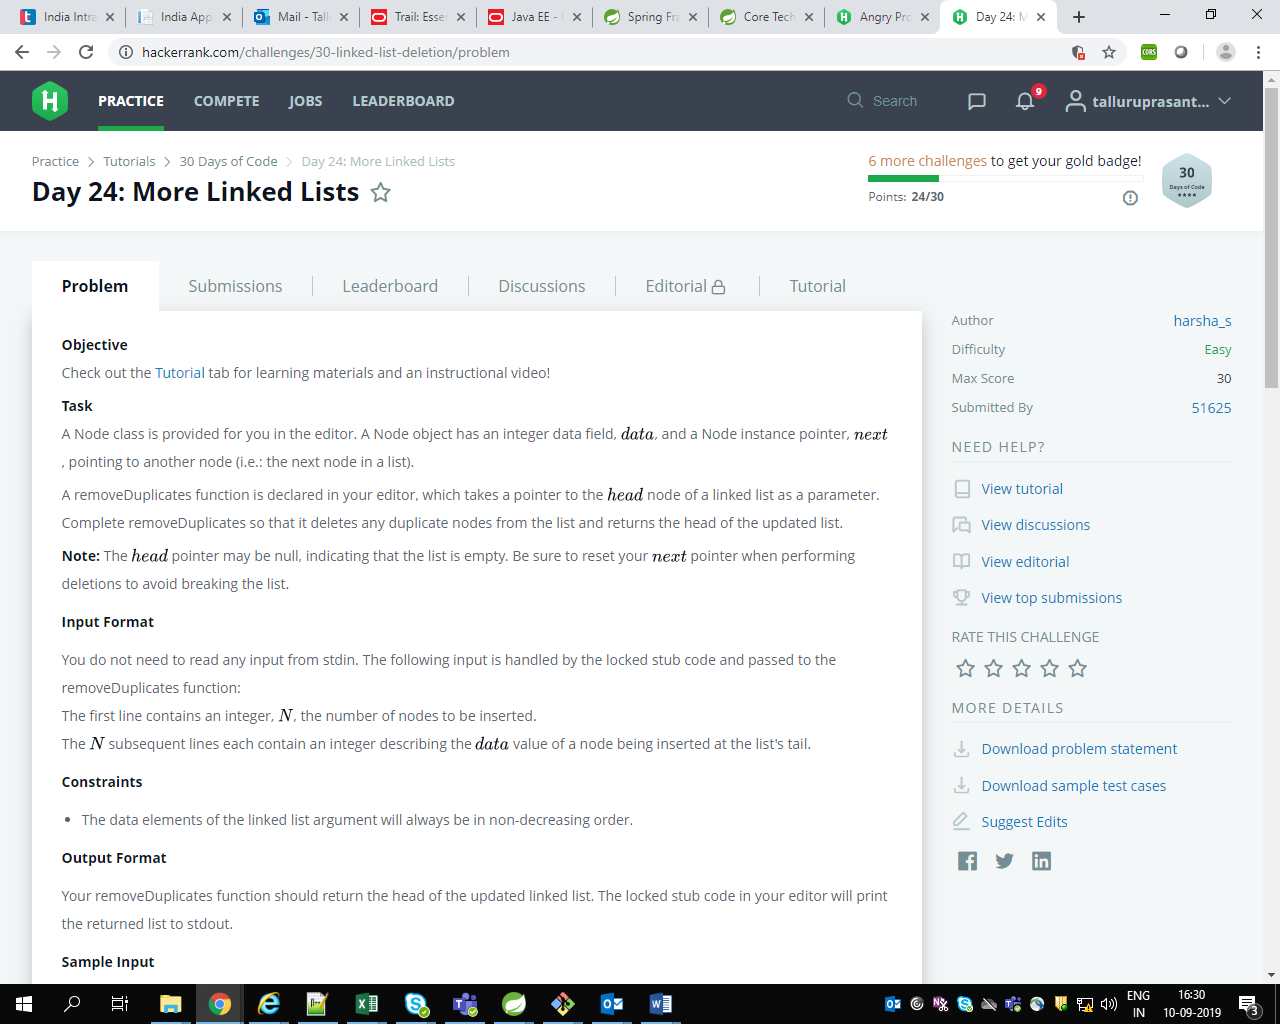 India Intra
India App
Mail - Tall
Trail: Esse
Java EE -
Spring Fra
Core Tech
Angry Pro
Day 24: M
hackerrank.com/challenges/30-linked-list-deletion/problem
CORS
H
PRACTICE COMPETE JOBS LEADERBOARD
Search
9
talluruprasant...
Practice > Tutorials > 30 Days of Code > Day 24: More Linked Lists
Day 24: More Linked Lists
6 more challenges to get your gold badge!
Points: 24/30
30
Days of Code
Problem
Submissions
Leaderboard
Discussions
Editorial
Tutorial
Objective
Check out the Tutorial tab for learning materials and an instructional video!
Task
A Node class is provided for you in the editor. A Node object has an integer data field, data, and a Node instance pointer, next
, pointing to another node (i.e.: the next node in a list).
A removeDuplicates function is declared in your editor, which takes a pointer to the head node of a linked list as a parameter.
Complete removeDuplicates so that it deletes any duplicate nodes from the list and returns the head of the updated list.
Note: The head pointer may be null, indicating that the list is empty. Be sure to reset your next pointer when performing
deletions to avoid breaking the list.
Input Format
You do not need to read any input from stdin. The following input is handled by the locked stub code and passed to the
removeDuplicates function:
The first line contains an integer, N, the number of nodes to be inserted.
The N subsequent lines each contain an integer describing the data value of a node being inserted at the list's tail.
Constraints
• The data elements of the linked list argument will always be in non-decreasing order.
Output Format
Your removeDuplicates function should return the head of the updated linked list. The locked stub code in your editor will print
the returned list to stdout.
Sample Input
Author harsha_s
Difficulty Easy
Max Score 30
Submitted By 51625
NEED HELP?
View tutorial
View discussions
View editorial
View top submissions
RATE THIS CHALLENGE
MORE DETAILS
Download problem statement
Download sample test cases
Suggest Edits
ENG
IN
16:30
10-09-2019
3